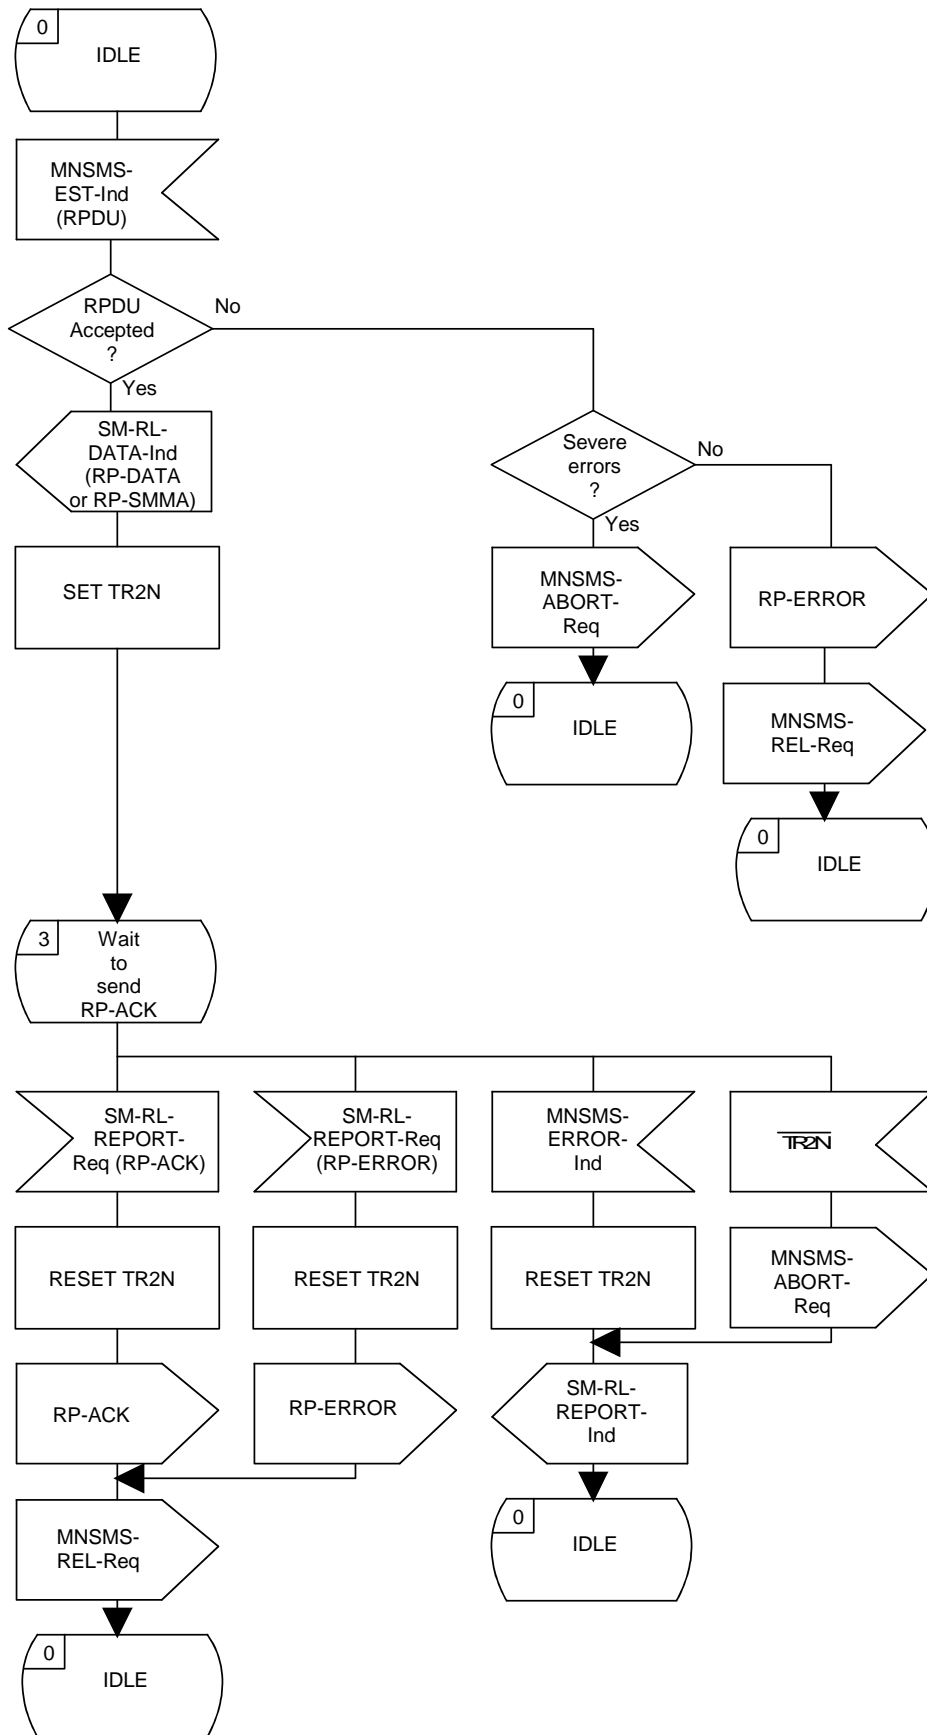 0
IDLE
MNSMS-
EST-Ind
(RPDU)
RPDU
Accepted
?
No
Yes
SM-RL-
DATA-Ind
(RP-DATA
or RP-SMMA)
Severe
errors
?
No
Yes
SET TR2N
MNSMS-
ABORT-
Req
RP-ERROR
0
IDLE
MNSMS-
REL-Req
0
IDLE
3
Wait
to
send
RP-ACK
SM-RL-
REPORT-
Req (RP-ACK)
SM-RL-
REPORT-Req
(RP-ERROR)
MNSMS-
ERROR-
Ind
TR2N
RESET TR2N
RESET TR2N
RESET TR2N
MNSMS-
ABORT-
Req
RP-ACK
RP-ERROR
SM-RL-
REPORT-
Ind
MNSMS-
REL-Req
0
IDLE
0
IDLE